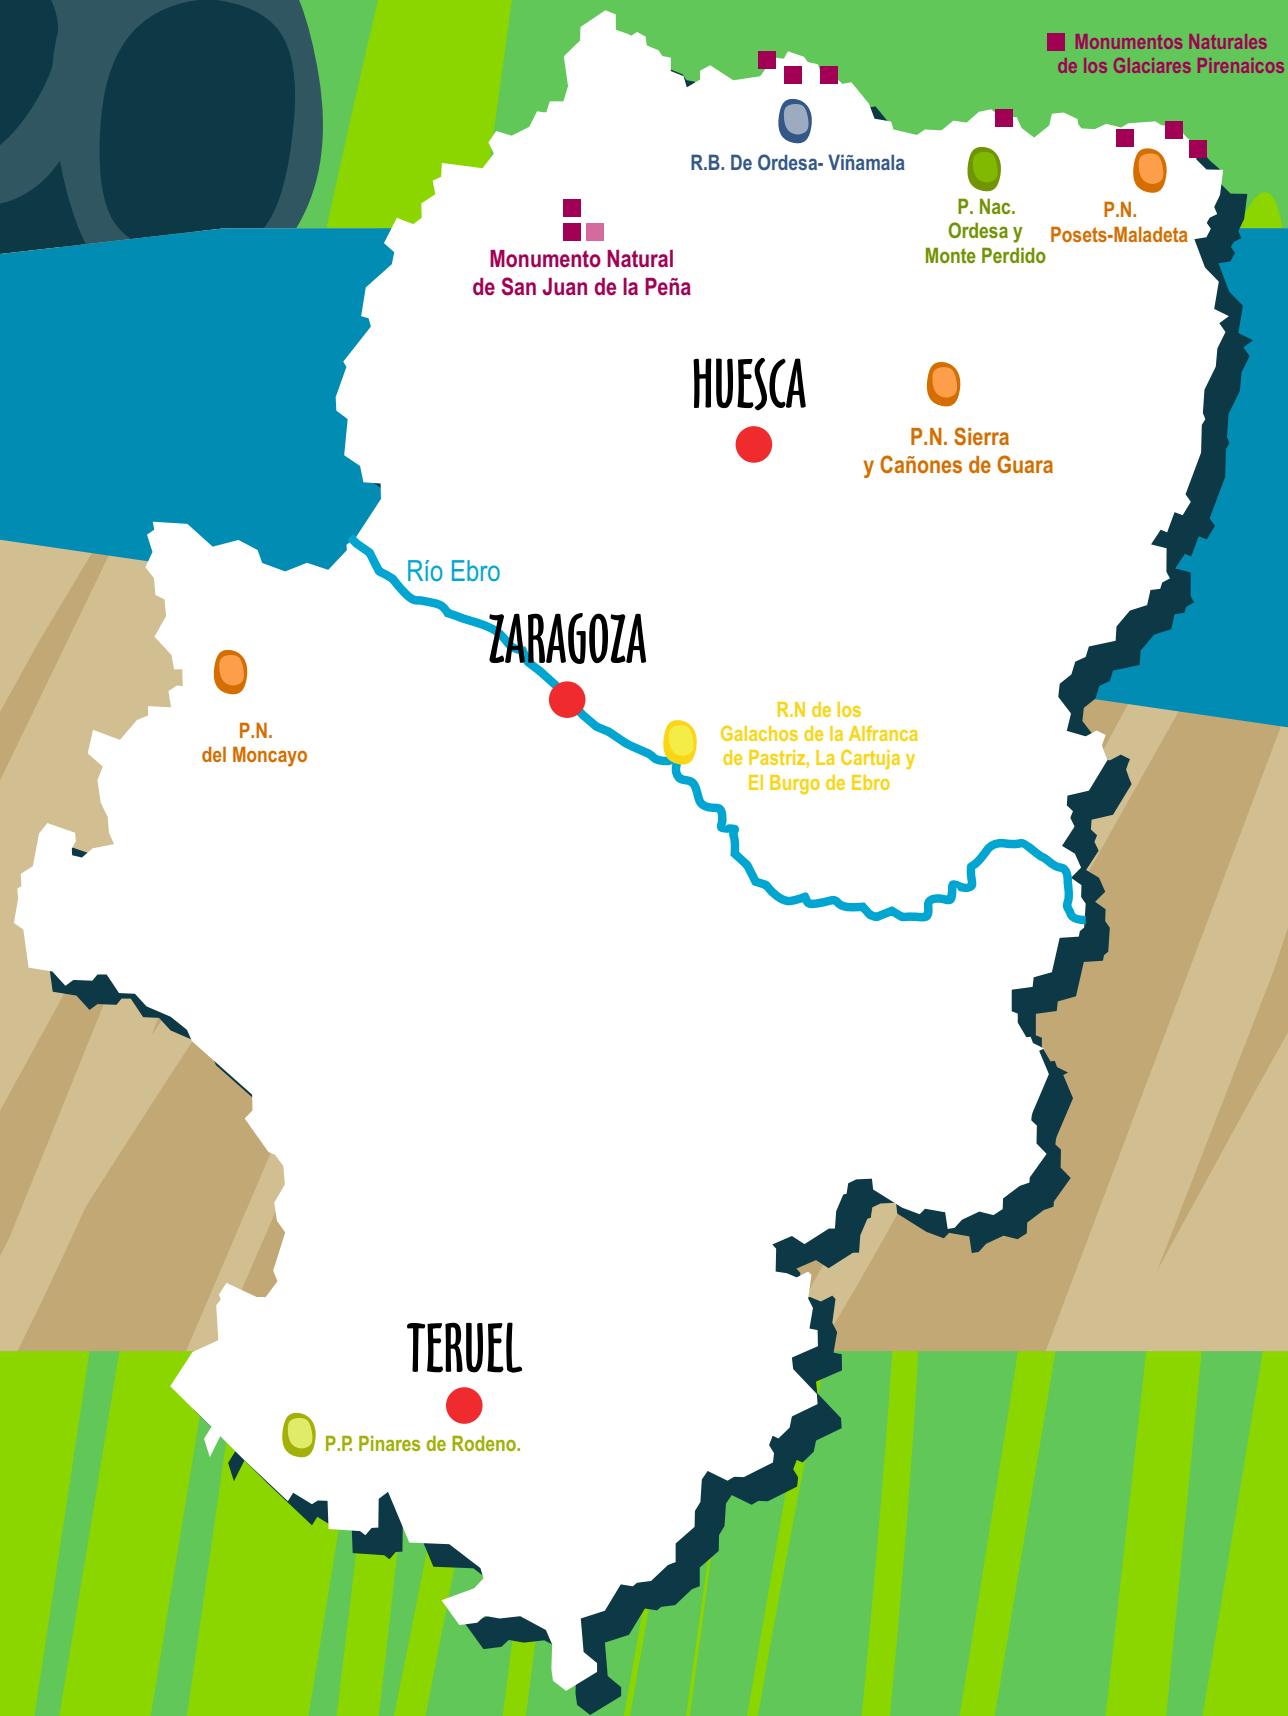 Monumentos Naturales
de los Glaciares Pirenaicos
R.B. De Ordesa- Viñamala
P. Nac.
Ordesa y
Monte Perdido
P.N.
Posets-Maladeta
Monumento Natural
de San Juan de la Peña
HUESCA
P.N. Sierra
y Cañones de Guara
Río Ebro
ZARAGOZA
P.N.
del Moncayo
R.N de los
Galachos de la Alfranca
de Pastriz, La Cartuja y
El Burgo de Ebro
TERUEL
P.P. Pinares de Rodeno.